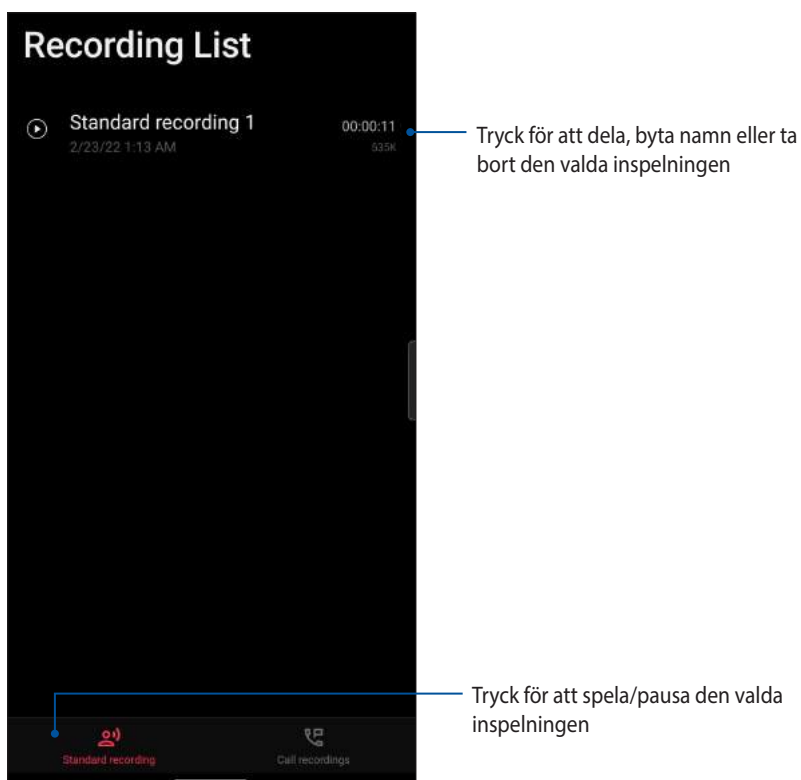 Recording List
Standard recording 1
00:00:11
2/23/22 1:13 AM
535K
Tryck för att dela, byta namn eller ta
bort den valda inspelningen
Tryck för att spela/pausa den valda
inspelningen
Standard recording
Call recordings